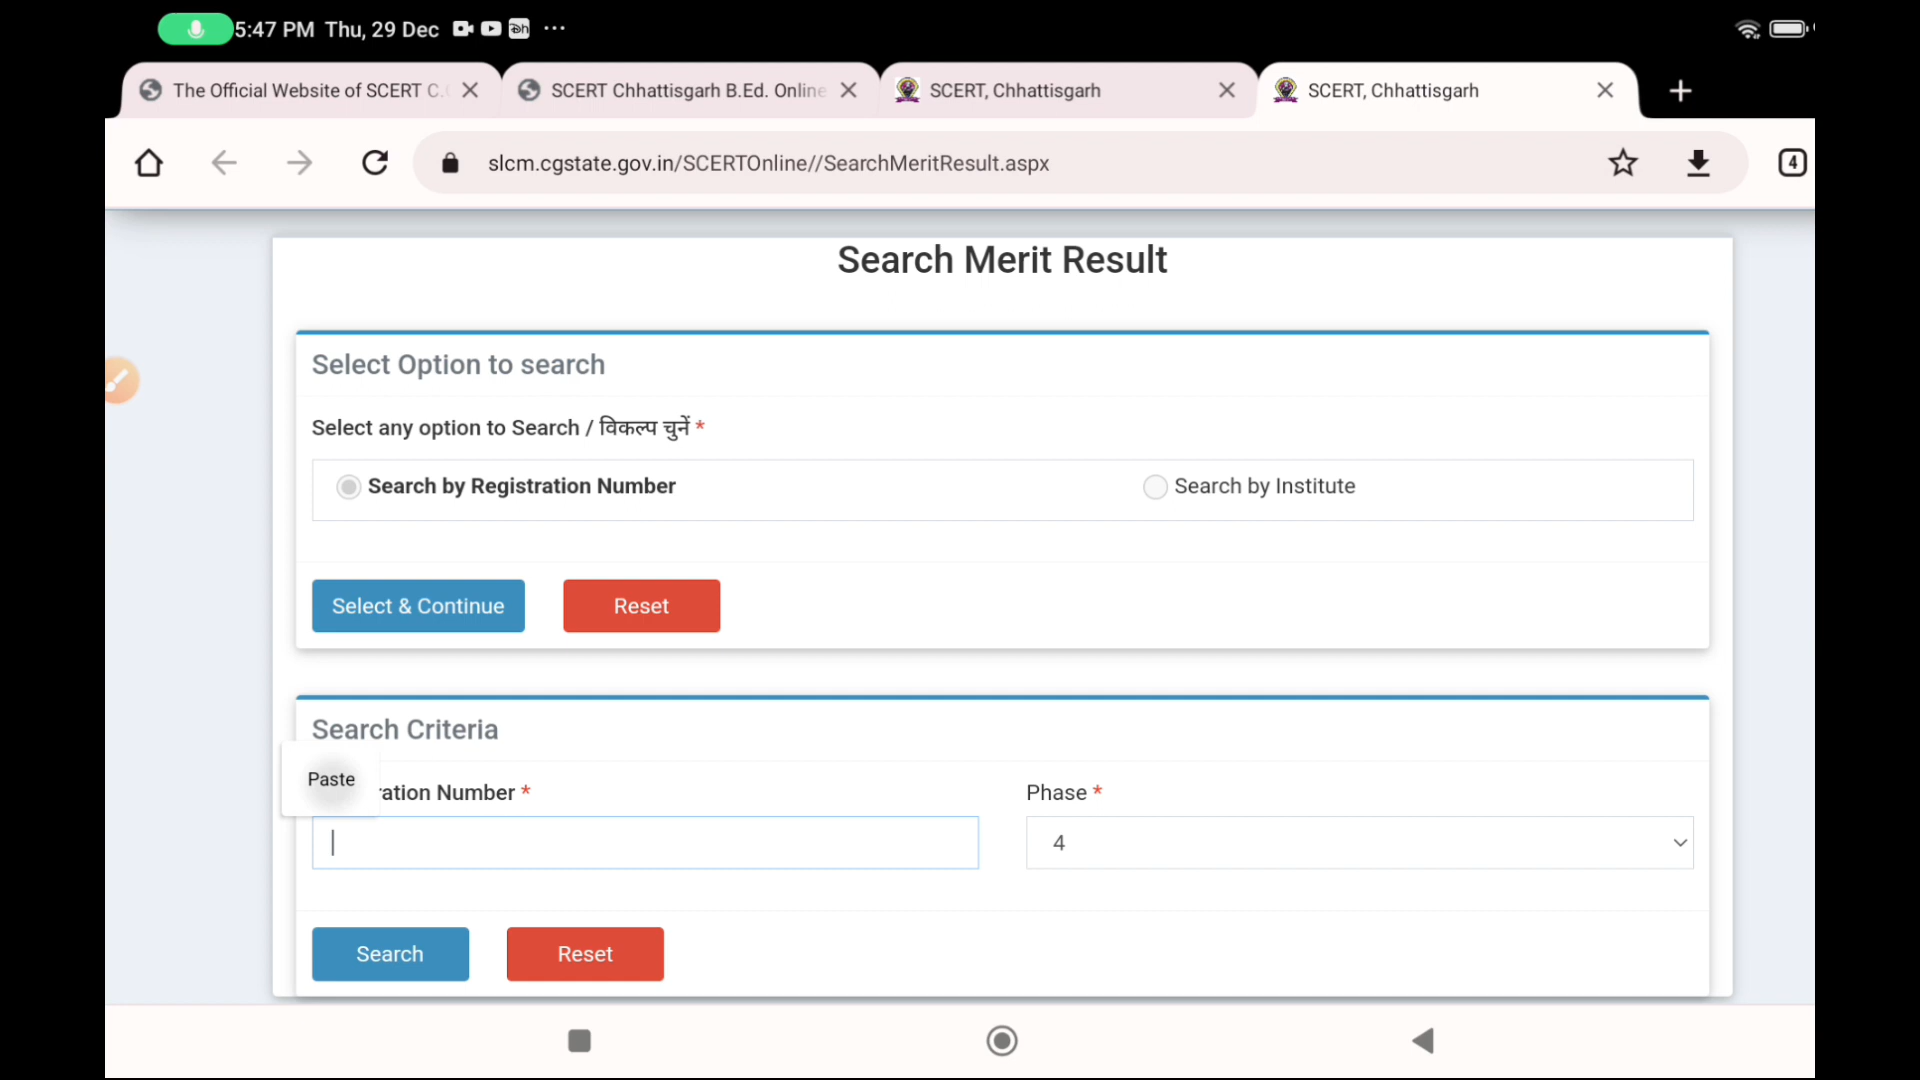 5:47 PM Thu, 29 Dec
The Official Website of SCERT C.
SCERT Chhattisgarh B.Ed. Online
SCERT, Chhattisgarh
SCERT, Chhattisgarh
slcm.cgstate.gov.in/SCERTOnline//SearchMeritResult.aspx
4
Search Merit Result
Select Option to search
Select any option to Search / विकल्प चुनें *
Search by Registration Number
Search by Institute
Select & Continue
Reset
Search Criteria
Paste
ration Number *
Phase *
4
Search
Reset